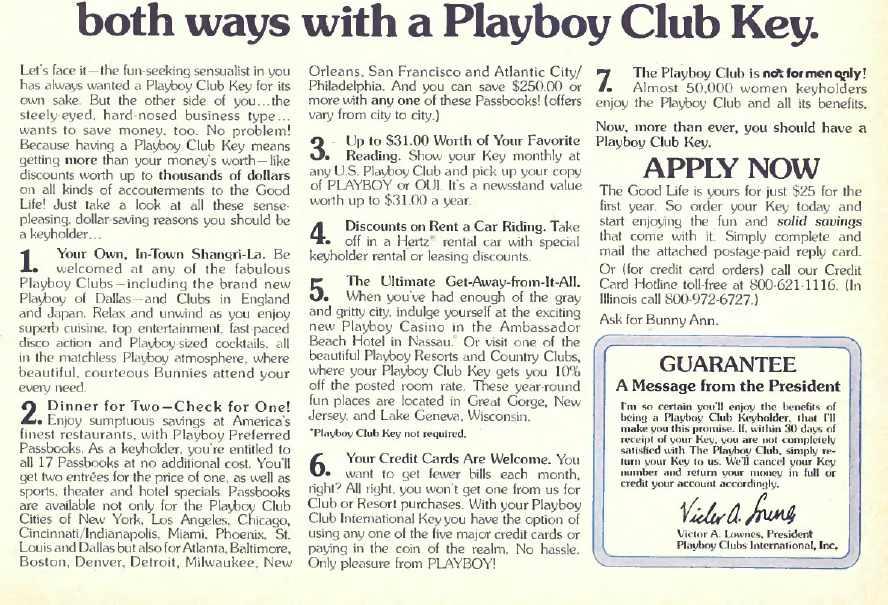 both ways with a Playboy Club Key.
Let's face it—the fun-seeking sensualist in you
has always wanted a Playboy Club Key for its
own sake. But the other side of you...the
steely-eyed, hard-nosed business type...
wants to save money, too. No problem!
Because having a Playboy Club Key means
getting more than your money's worth—like
discounts worth up to thousands of dollars
on all kinds of accouterments to the Good
Life! Just take a look at all these sense-
pleasing, dollar-saving reasons you should be
a keyholder...
1. Your Own, In-Town Shangri-La. Be
welcomed at any of the fabulous
Playboy Clubs—including the brand new
Playboy of Dallas—and Clubs in England
and Japan. Relax and unwind as you enjoy
superb cuisine, top entertainment, fast-paced
disco action and Playboy-sized cocktails, all
in the matchless Playboy atmosphere, where
beautiful, courteous Bunnies attend your
every need.
2. Dinner for Two—Check for One!
Enjoy sumptuous savings at America's
finest restaurants, with Playboy Preferred
Passbooks. As a keyholder, you're entitled to
all 17 Passbooks at no additional cost. You'll
get two entrées for the price of one, as well as
sports, theater and hotel specials. Passbooks
are available not only for the Playboy Club
Cities of New York, Los Angeles, Chicago,
Cincinnati/Indianapolis, Miami, Phoenix, St.
Louis and Dallas but also for Atlanta, Baltimore,
Boston, Denver, Detroit, Milwaukee, New
Orleans, San Francisco and Atlantic City/
Philadelphia. And you can save $250.00 or
more with any one of these Passbooks! (offers
vary from city to city.)
3. Up to $31.00 Worth of Your Favorite
Reading. Show your Key monthly at
any U.S. Playboy Club and pick up your copy
of PLAYBOY or OUI. It's a newsstand value
worth up to $31.00 a year.
4. Discounts on Rent a Car Riding. Take
off in a Hertz® rental car with special
keyholder rental or leasing discounts.
5. The Ultimate Get-Away-from-It-All.
When you've had enough of the gray
and gritty city, indulge yourself at the exciting
new Playboy Casino in the Ambassador
Beach Hotel in Nassau.* Or visit one of the
beautiful Playboy Resorts and Country Clubs,
where your Playboy Club Key gets you 10%
off the posted room rate. These year-round
fun places are located in Great Gorge, New
Jersey, and Lake Geneva, Wisconsin.
*Playboy Club Key not required.
6. Your Credit Cards Are Welcome. You
want to get fewer bills each month,
right? All right, you won't get one from us for
Club or Resort purchases. With your Playboy
Club International Key you have the option of
using any one of the five major credit cards or
paying in the coin of the realm. No hassle.
Only pleasure from PLAYBOY!
7. The Playboy Club is not for men only!
Almost 50,000 women keyholders
enjoy the Playboy Club and all its benefits.
Now, more than ever, you should have a
Playboy Club Key.
APPLY NOW
The Good Life is yours for just $25 for the
first year. So order your Key today and
start enjoying the fun and solid savings
that come with it. Simply complete and
mail the attached postage-paid reply card.
Or (for credit card orders) call our Credit
Card Hotline toll-free at 800-621-1116. (In
Illinois call 800-972-6727.)
Ask for Bunny Ann.
GUARANTEE
A Message from the President
I'm so certain you'll enjoy the benefits of
being a Playboy Club Keyholder, that I'll
make you this promise. If, within 30 days of
receipt of your Key, you are not completely
satisfied with The Playboy Club, simply re-
turn your Key to us. We'll cancel your Key
number and return your money in full or
credit your account accordingly.
Victor A. Lownes
Victor A. Lownes, President
Playboy Clubs International, Inc.